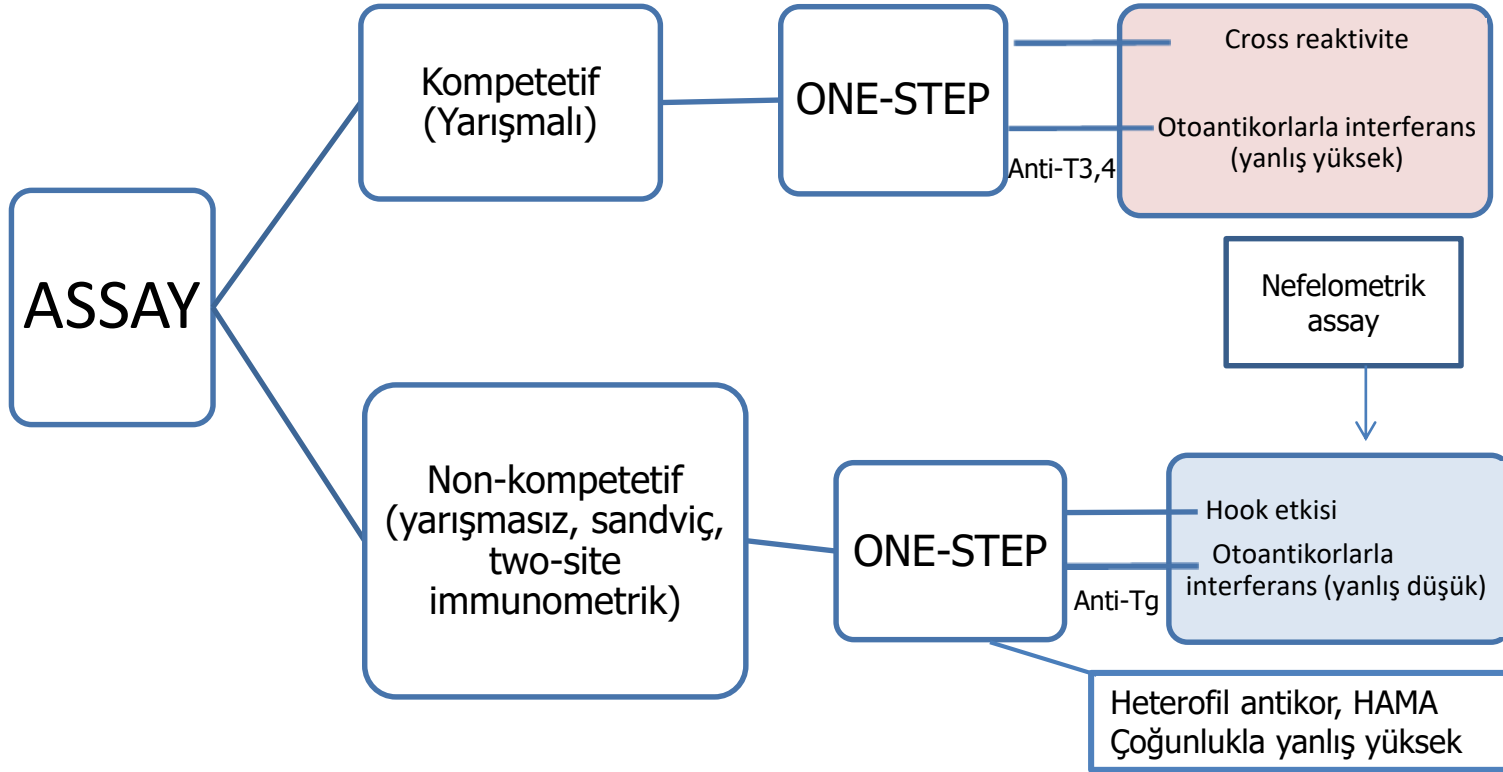 Kompetetif
(Yarışmalı)
ONE-STEP
Cross reaktivite
Otoantikorlarla interferans
(yanlış yüksek)
Anti-T3,4
ASSAY
Nefelometrik
assay
Non-kompetetif
(yarışmasız, sandviç,
two-site
immunometrik)
ONE-STEP
Hook etkisi
Otoantikorlarla
interferans (yanlış düşük)
Anti-Tg
Heterofil antikor, HAMA
Çoğunlukla yanlış yüksek